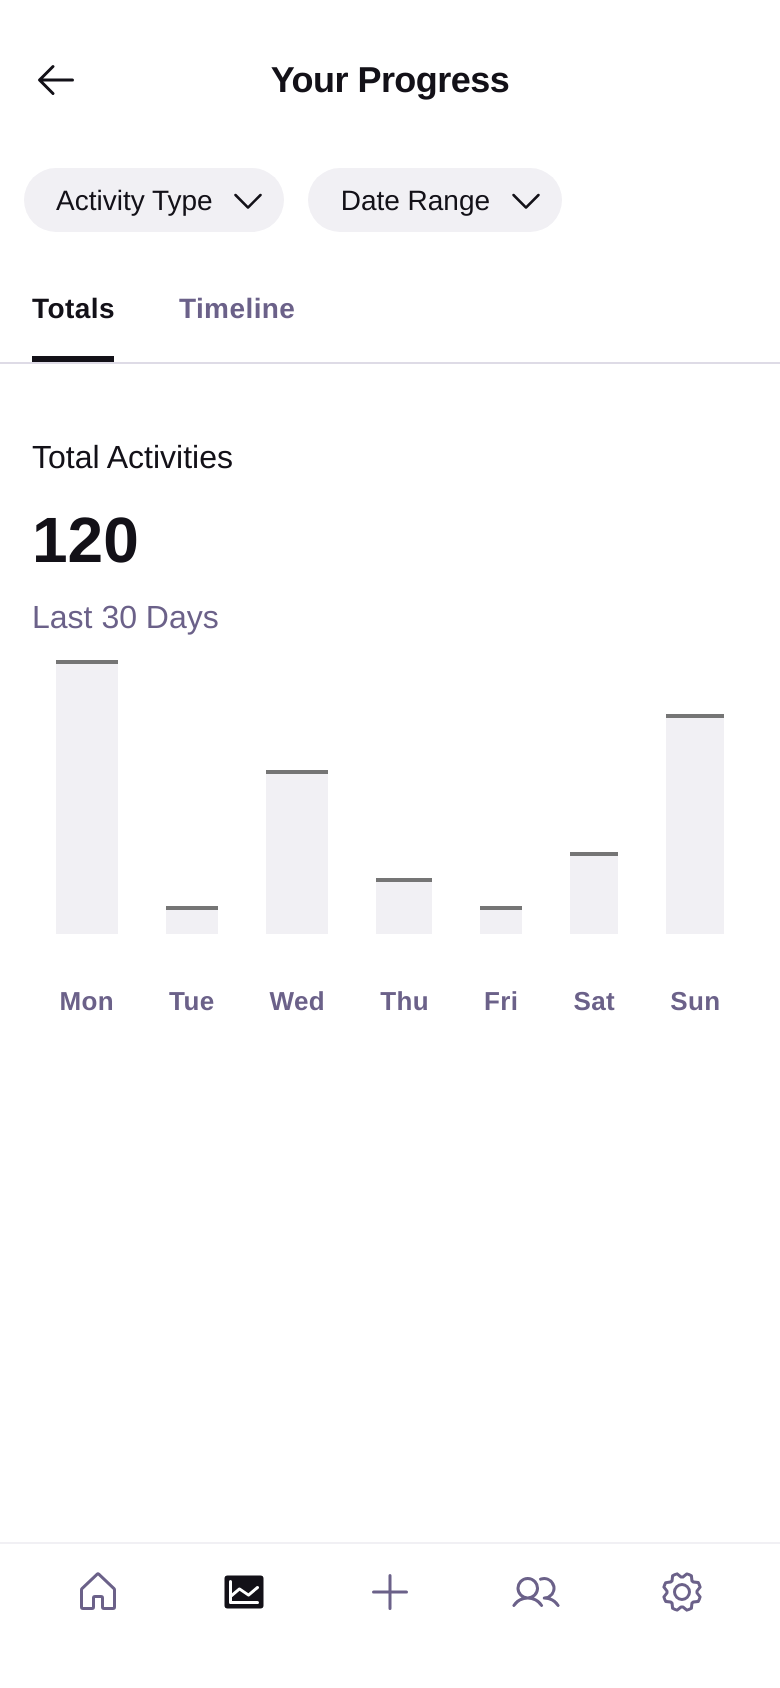 Your Progress
Activity Type
Date Range
Totals
Timeline
Total Activities
120
Last 30 Days
Mon Tue Wed Thu Fri Sat Sun